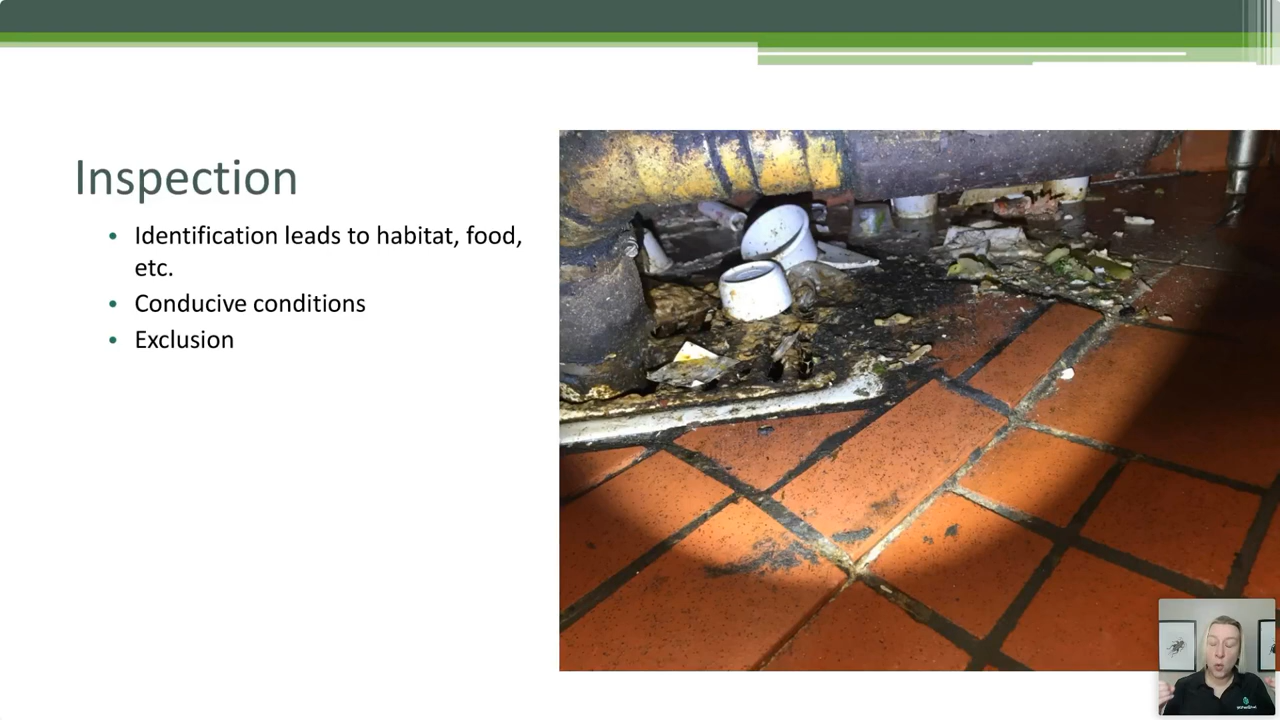 Inspection
• Identification leads to habitat, food,
etc.
• Conducive conditions
• Exclusion